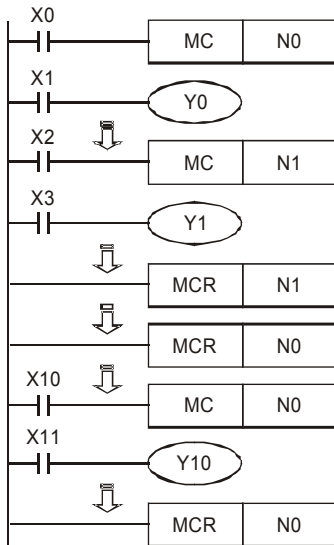 X0
MC N0
X1
Y0
X2
MC N1
X3
Y1
MCR N1
MCR N0
X10
MC N0
X11
Y10
MCR N0